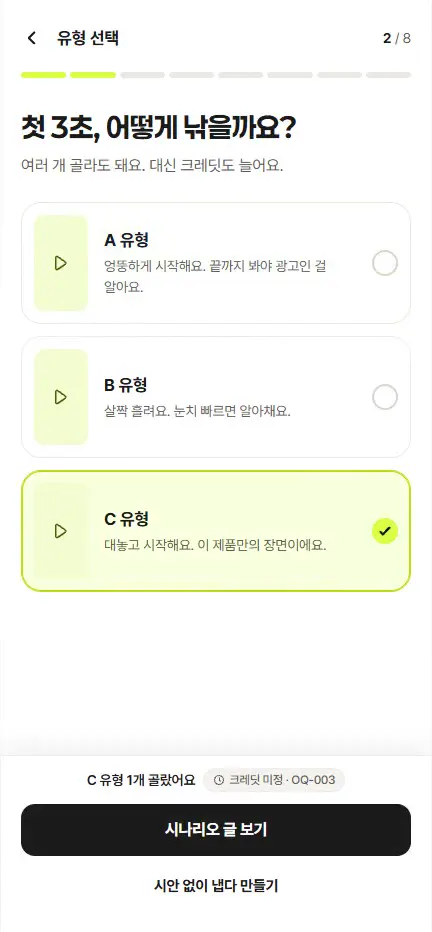 유형 선택
2 / 8
첫 3초, 어떻게 낚을까요?
여러 개 골라도 돼요. 대신 크레딧도 늘어요.
A 유형
엉뚱하게 시작해요. 끝까지 봐야 광고인 걸
알아요.
B 유형
살짝 흘려요. 눈치 빠르면 알아채요.
C 유형
대놓고 시작해요. 이 제품만의 장면이에요.
C 유형 1개 골랐어요
크레딧 미정 · OQ-003
시나리오 글 보기
시안 없이 냅다 만들기